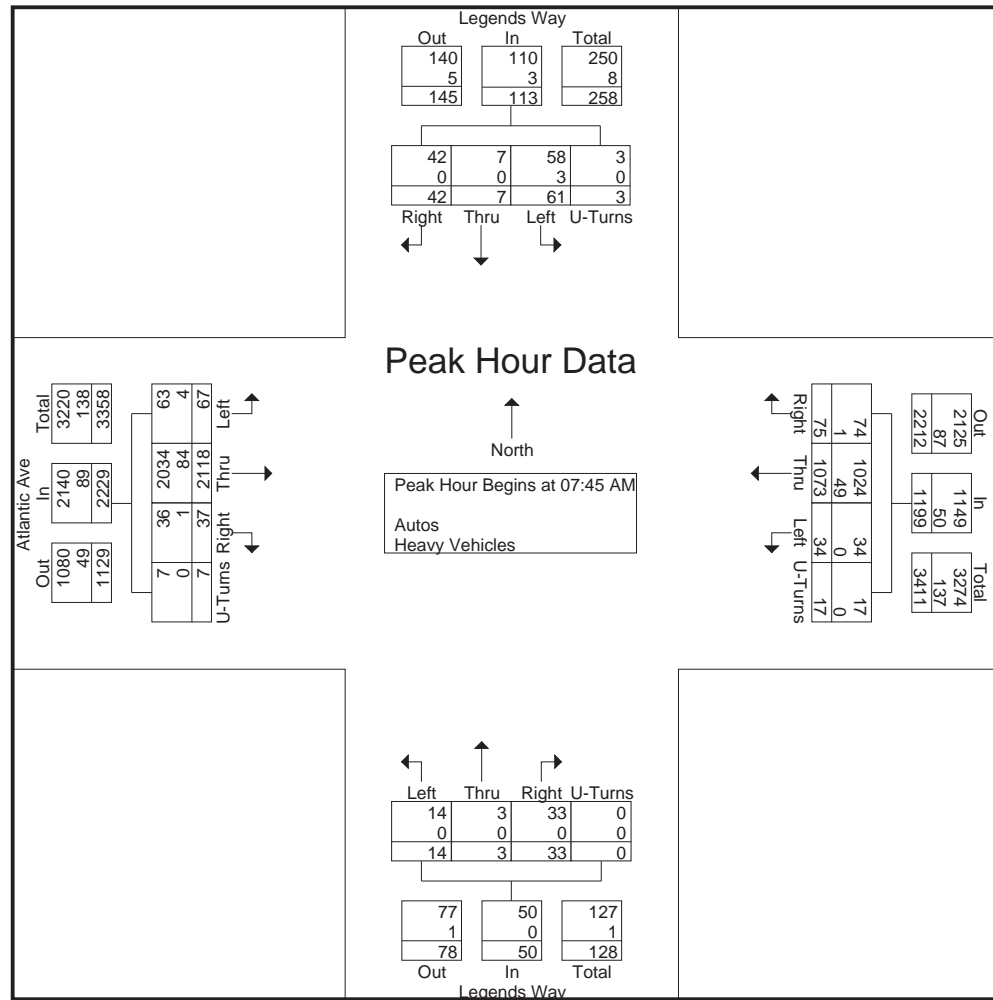 Legends Way
Out In Total
140 110 250
5 3 8
145 113 258
42 7 58 3
0 0 3 0
42 7 61 3
Right Thru Left U-Turns
Peak Hour Data
North
Peak Hour Begins at 07:45 AM
Autos
Heavy Vehicles
Atlantic Ave
Out In Total
1080 2140 3220
49 89 138
1129 2229 3358
7 36 2034 63
0 1 84 4
7 37 2118 67
U-Turns Right Thru Left
Out In Total
2125 1149 3274
87 50 137
2212 1199 3411
74 1024 34 17
1 49 0 0
75 1073 34 17
Right Thru Left U-Turns
Left Thru Right U-Turns
14 3 33 0
0 0 0 0
14 3 33 0
77 50 127
1 0 1
78 50 128
Out In Total
Legends Way